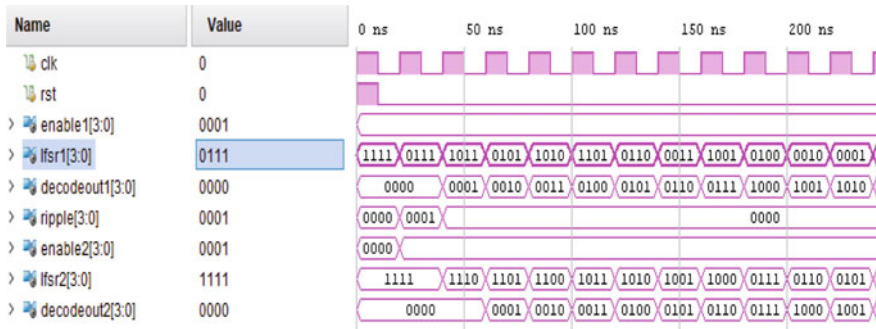 Name Value 0 ns 50 ns 100 ns 150 ns 200 ns
clk 0
rst 0
> enable1[3:0] 0001
> lfsr1[3:0] 0111 1111 0111 1011 0101 1010 1101 0110 0011 1001 0100 0010 0001
> decodeout1[3:0] 0000 0000 0001 0010 0011 0100 0101 0110 0111 1000 1001 1010
> ripple[3:0] 0001 0000 0001 0000
> enable2[3:0] 0001 0000
> lfsr2[3:0] 1111 1111 1110 1101 1100 1011 1010 1001 1000 0111 0110 0101
> decodeout2[3:0] 0000 0000 0001 0010 0011 0100 0101 0110 0111 1000 1001